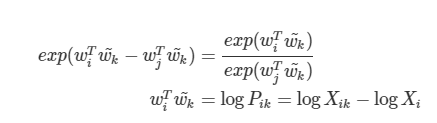 exp(w_i^T \tilde{w}_k − w_j^T \tilde{w}_k) = \frac{exp(w_i^T \tilde{w}_k)}{exp(w_j^T \tilde{w}_k)}
w_i^T \tilde{w}_k = log P_{ik} = log X_{ik} − log X_i